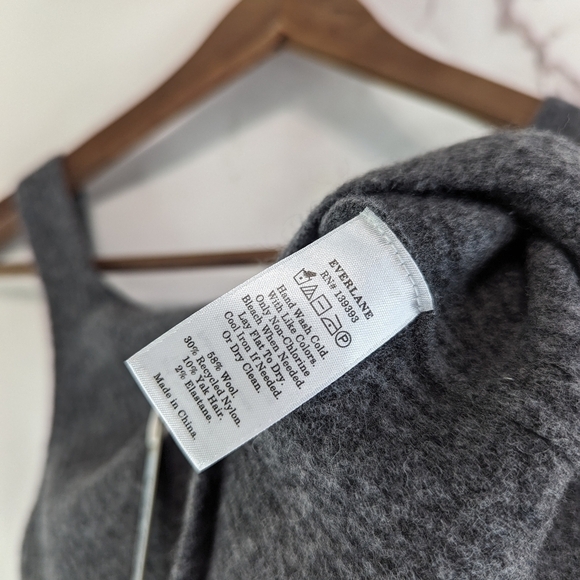 EVERLANE
RN# 139393
Hand Wash Cold.
With Like Colors.
Only Non-Chlorine
Bleach When Needed.
Lay Flat To Dry.
Cool Iron If Needed.
Or Dry Clean.
58% Wool.
30% Recycled Nylon.
10% Yak Hair.
2% Elastane.
Made in China.